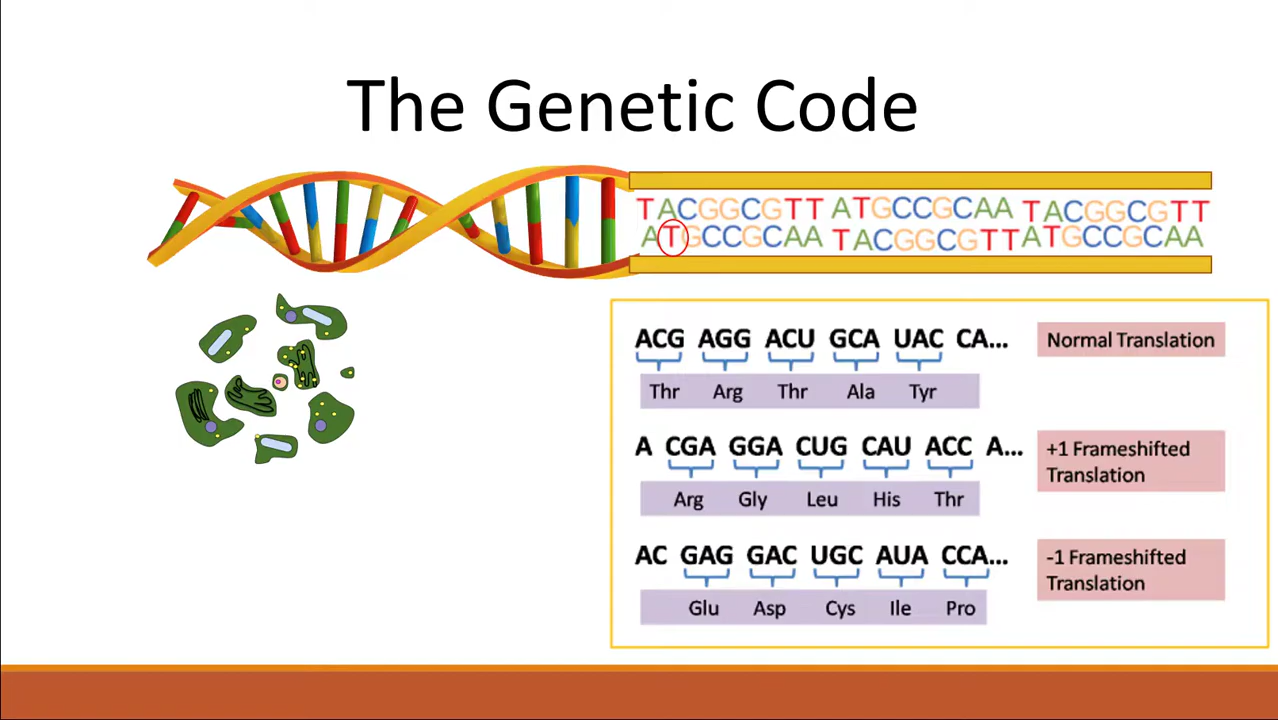 The Genetic Code
TACGGCGTT ATGCCGCAA TACGGCGTT
ATGCCGCAA TACGGCGTT ATGCCGCAA
ACG AGG ACU GCA UAC CA...
Normal Translation
Thr Arg Thr Ala Tyr
A CGA GGA CUG CAU ACC A...
+1 Frameshifted
Translation
Arg Gly Leu His Thr
AC GAG GAC UGC AUA CCA...
-1 Frameshifted
Translation
Glu Asp Cys Ile Pro